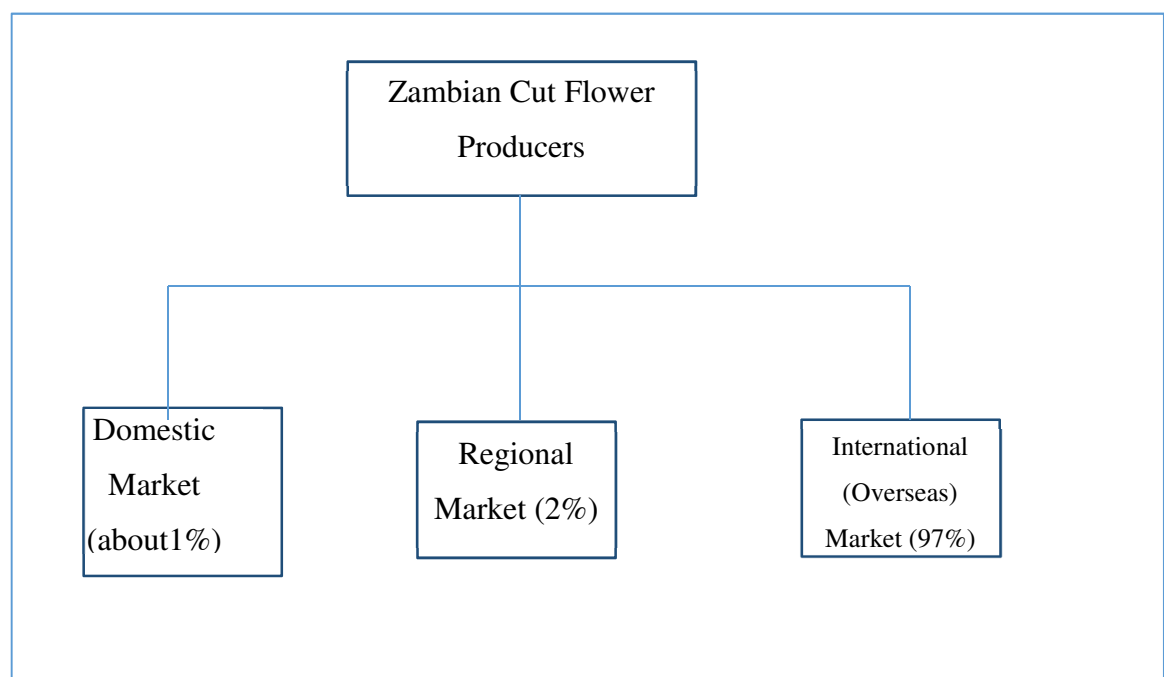 Zambian Cut Flower
Producers
Domestic
Market
(about1%)
Regional
Market (2%)
International
(Overseas)
Market (97%)